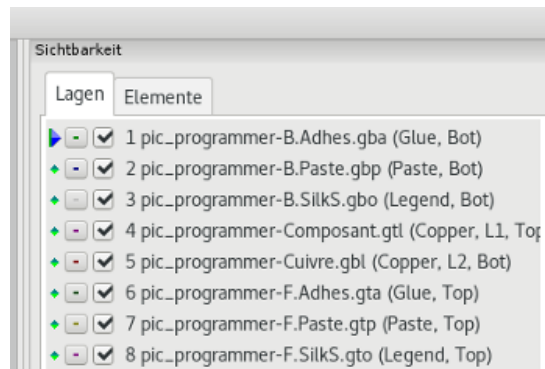 Sichtbarkeit
Lagen Elemente
1 pic_programmer-B.Adhes.gba (Glue, Bot)
2 pic_programmer-B.Paste.gbp (Paste, Bot)
3 pic_programmer-B.SilkS.gbo (Legend, Bot)
4 pic_programmer-Composant.gtl (Copper, L1, Top
5 pic_programmer-Cuivre.gbl (Copper, L2, Bot)
6 pic_programmer-F.Adhes.gta (Glue, Top)
7 pic_programmer-F.Paste.gtp (Paste, Top)
8 pic_programmer-F.SilkS.gto (Legend, Top)